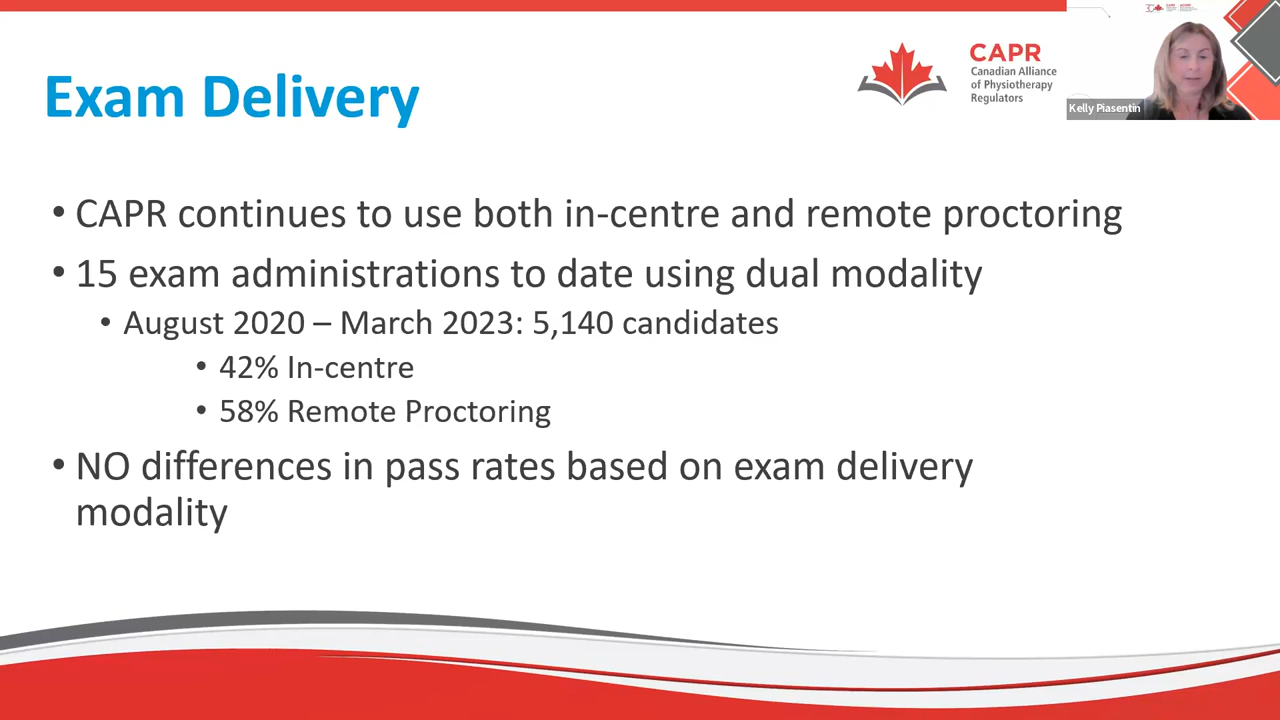 Exam Delivery
CAPR
Canadian Alliance
of Physiotherapy
Regulators
Kelly Piasentin
• CAPR continues to use both in-centre and remote proctoring
• 15 exam administrations to date using dual modality
• August 2020 – March 2023: 5,140 candidates
• 42% In-centre
• 58% Remote Proctoring
• NO differences in pass rates based on exam delivery
modality